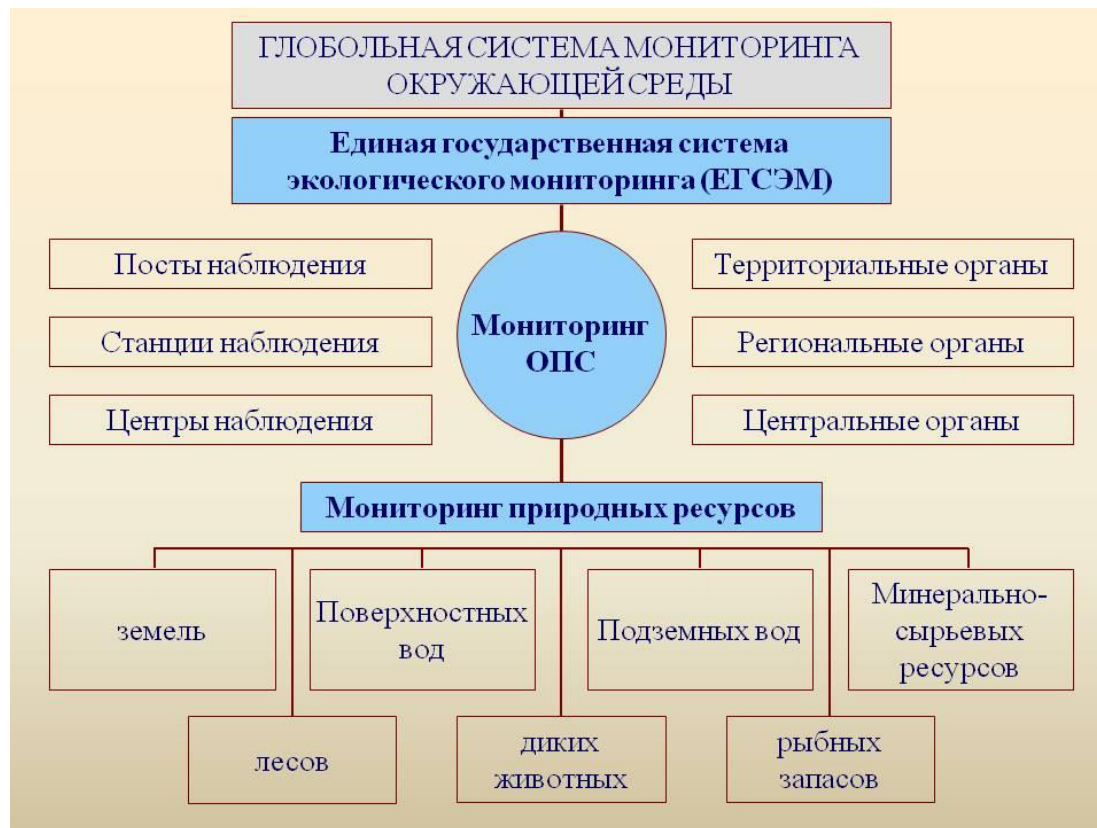 ГЛОБОЛЬНАЯ СИСТЕМА МОНИТОРИНГА
ОКРУЖАЮЩЕЙ СРЕДЫ
Единая государственная система
экологического мониторинга (ЕГСЭМ)
Посты наблюдения
Территориальные органы
Мониторинг
ОПС
Станции наблюдения
Региональные органы
Центры наблюдения
Центральные органы
Мониторинг природных ресурсов
земель
Поверхностных
вод
Подземных вод
Минерально-
сырьевых
ресурсов
лесов
диких
животных
рыбных
запасов